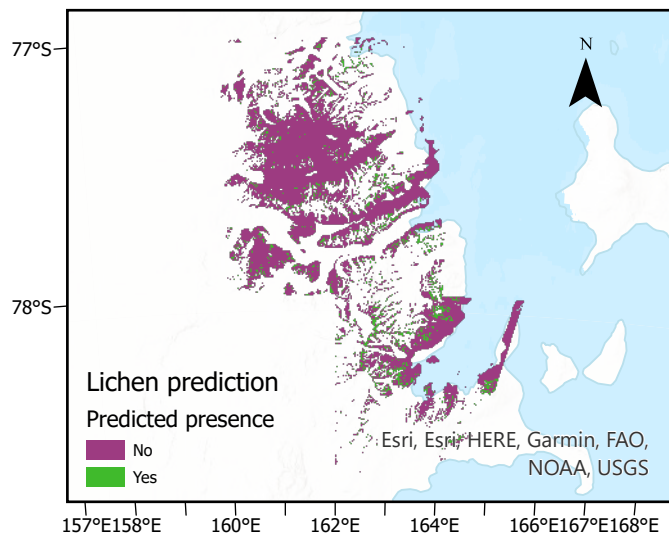 77°S
N
78°S
Lichen prediction
Predicted presence
No
Yes
Esri, Esri, HERE, Garmin, FAO,
NOAA, USGS
157°E158°E 160°E 162°E 164°E 166°E167°E 168°E